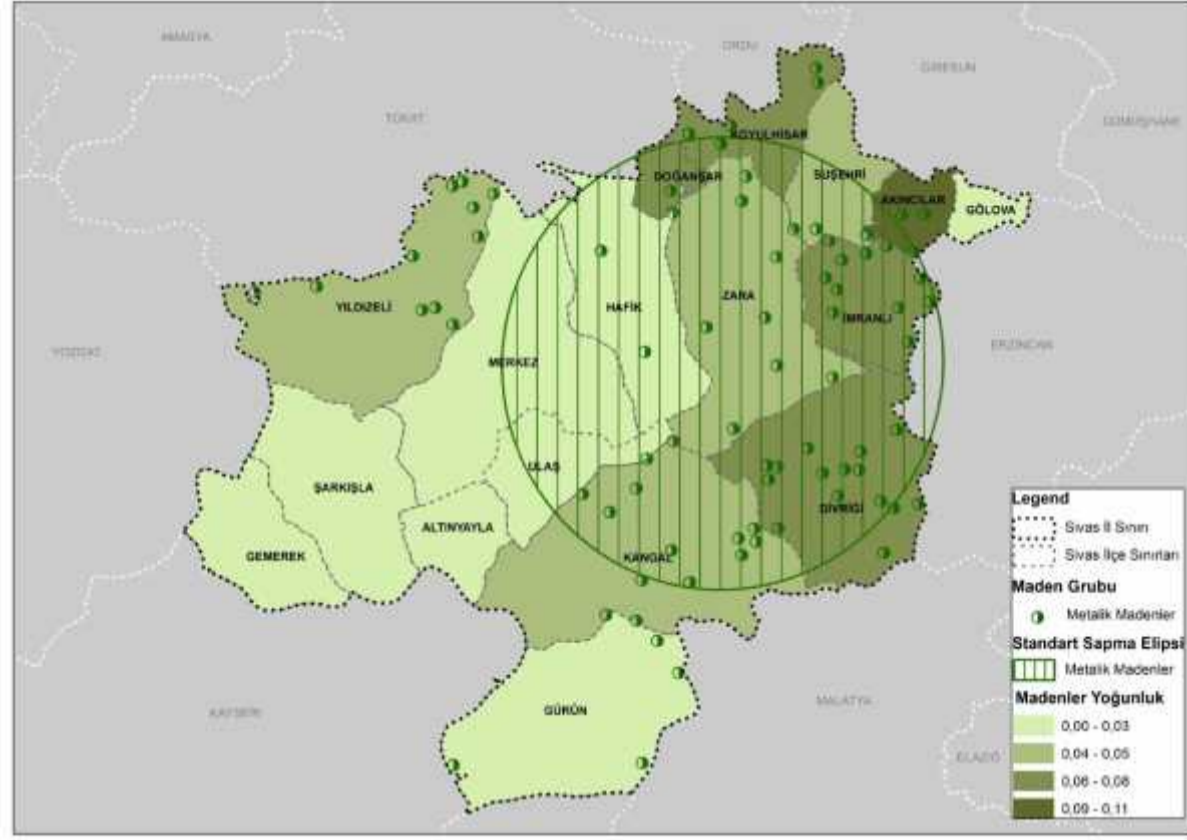 AMASYA
ORDU
GİRESUN
TOKAT
GÜMÜŞHANE
KOYULHİSAR
DOĞANŞAR
SUŞEHRİ
AKINCILAR
GÖLOVA
YILDIZELİ
HAFİK
ZARA
İMRANLI
YOZGAT
ERZİNCAN
MERKEZ
ULAŞ
ŞARKIŞLA
ALTINYAYLA
DİVRİĞİ
GEMEREK
KANGAL
KAYSERİ
GÜRÜN
MALATYA
ELAZIĞ
Legend
Sivas İl Sınırı
Sivas İlçe Sınırları
Maden Grubu
Metalik Madenler
Standart Sapma Elipsi
Metalik Madenler
Madenler Yoğunluk
0,00 - 0,03
0,04 - 0,05
0,06 - 0,08
0,09 - 0,11